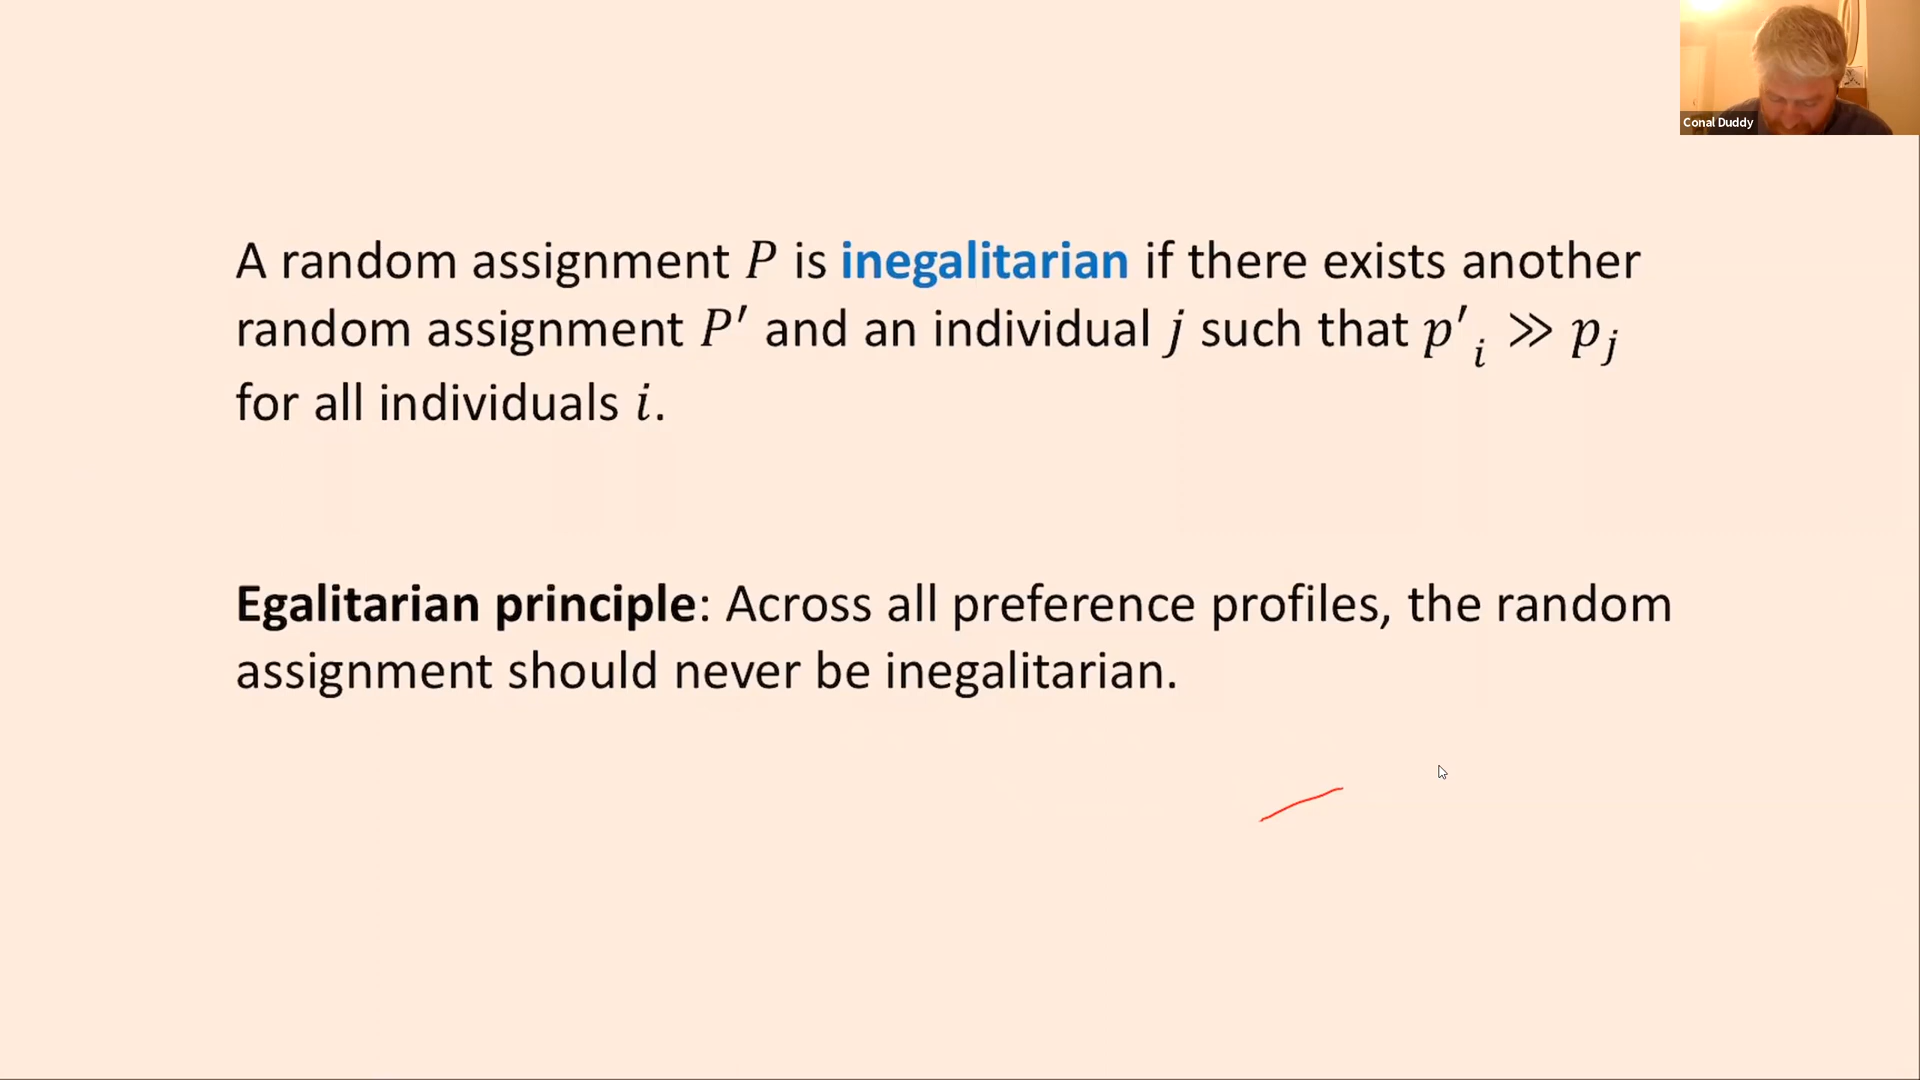 Conal Duddy
A random assignment P is inegalitarian if there exists another
random assignment P′ and an individual j such that p′ᵢ ≫ pⱼ
for all individuals i.
Egalitarian principle: Across all preference profiles, the random
assignment should never be inegalitarian.